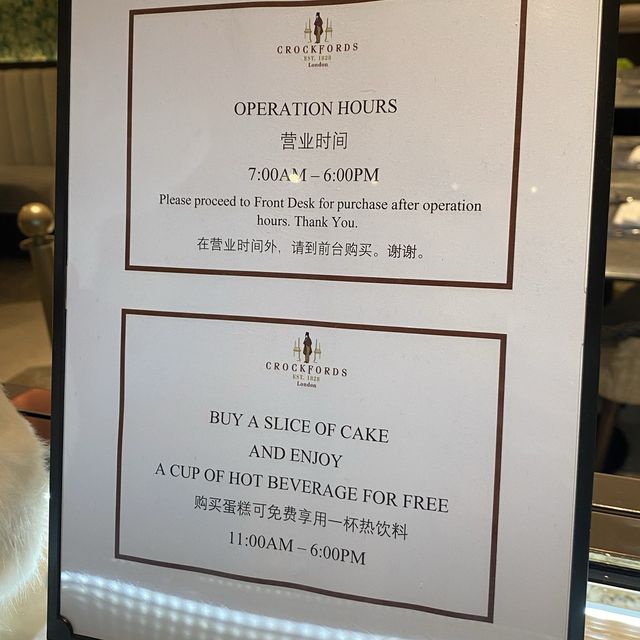 CROCKFORDS
EST. 1828
London
OPERATION HOURS
营业时间
7:00AM – 6:00PM
Please proceed to Front Desk for purchase after operation
hours. Thank You.
在营业时间外，请到前台购买。谢谢。
CROCKFORDS
EST. 1828
London
BUY A SLICE OF CAKE
AND ENJOY
A CUP OF HOT BEVERAGE FOR FREE
购买蛋糕可免费享用一杯热饮料
11:00AM – 6:00PM